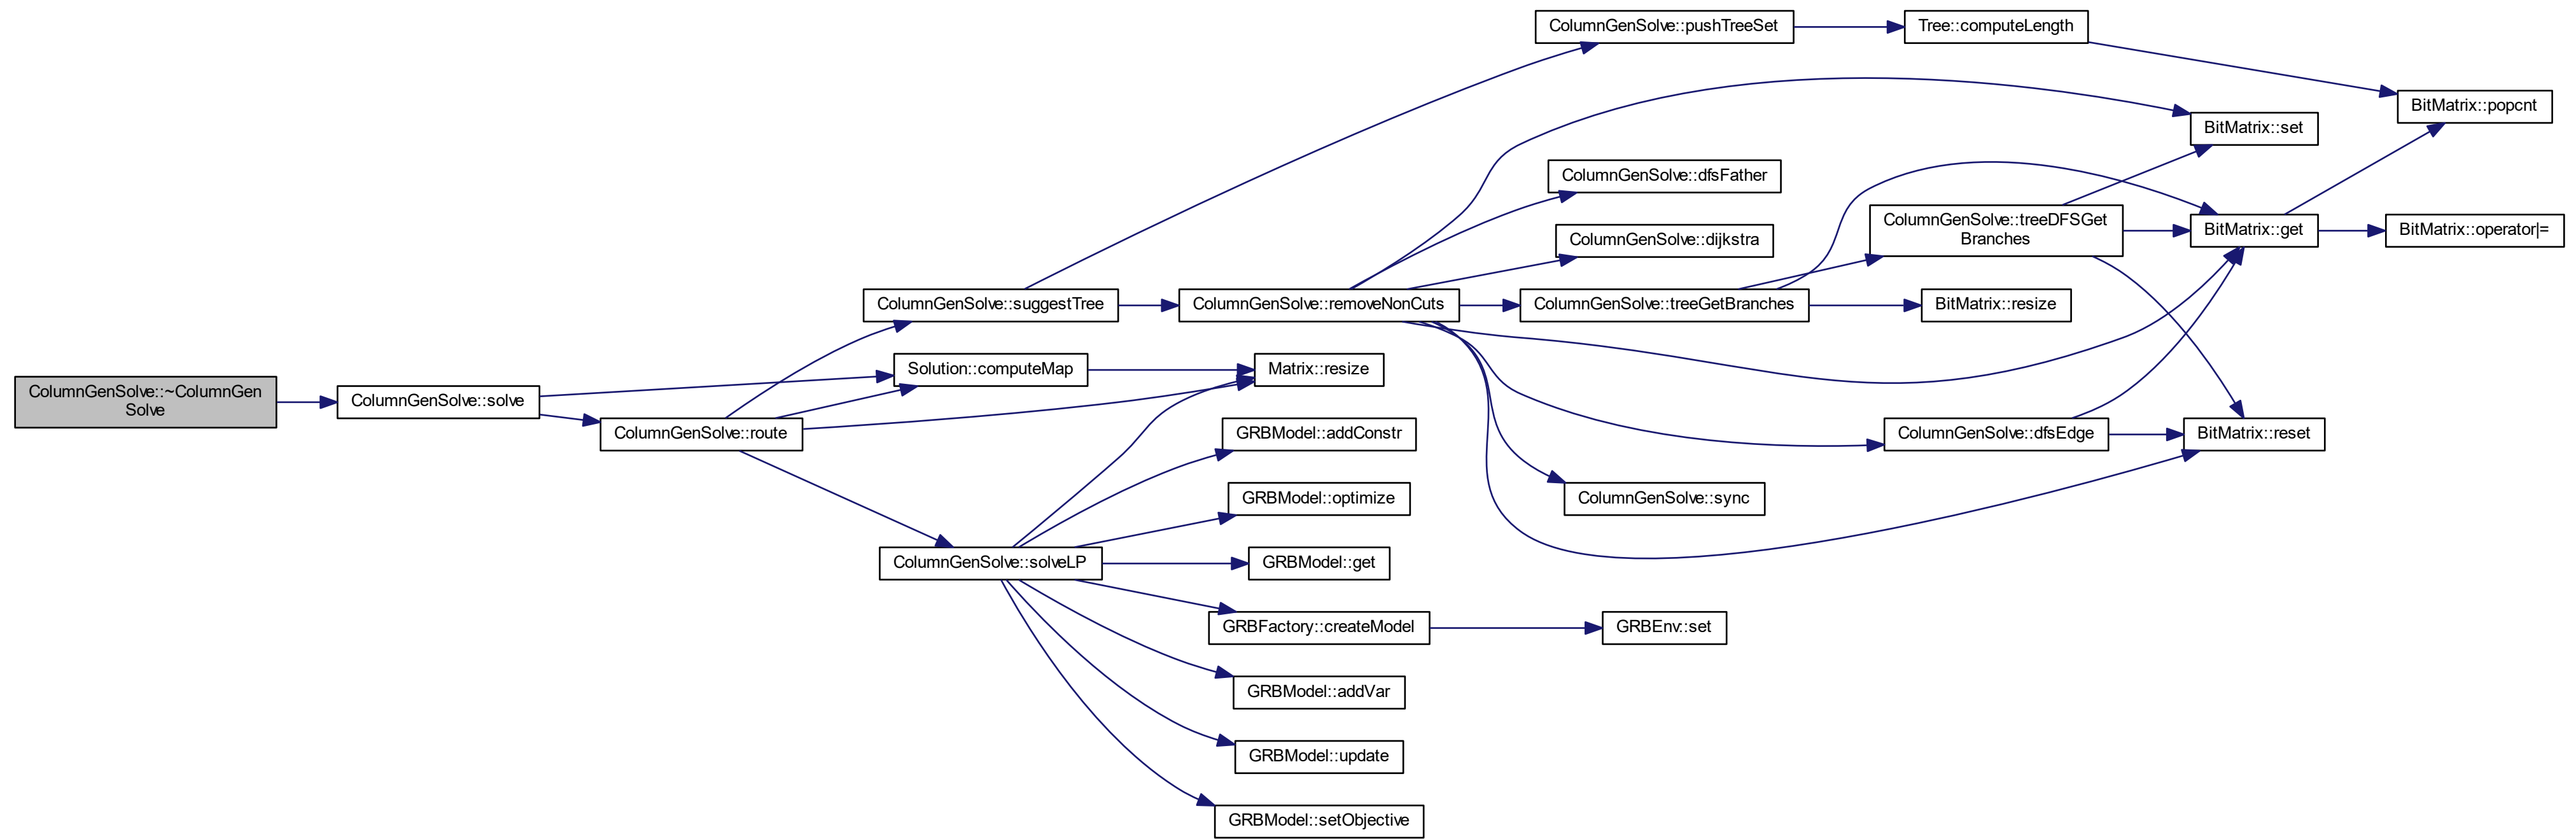 ColumnGenSolve::~ColumnGen
Solve
ColumnGenSolve::solve
ColumnGenSolve::route
ColumnGenSolve::suggestTree
Solution::computeMap
ColumnGenSolve::solveLP
ColumnGenSolve::removeNonCuts
Matrix::resize
GRBModel::addConstr
GRBModel::optimize
GRBModel::get
GRBFactory::createModel
GRBModel::addVar
GRBModel::update
GRBModel::setObjective
ColumnGenSolve::pushTreeSet
ColumnGenSolve::dfsFather
ColumnGenSolve::dijkstra
ColumnGenSolve::treeGetBranches
ColumnGenSolve::sync
GRBEnv::set
Tree::computeLength
ColumnGenSolve::treeDFSGet
Branches
BitMatrix::resize
ColumnGenSolve::dfsEdge
BitMatrix::set
BitMatrix::get
BitMatrix::reset
BitMatrix::popcnt
BitMatrix::operator|=